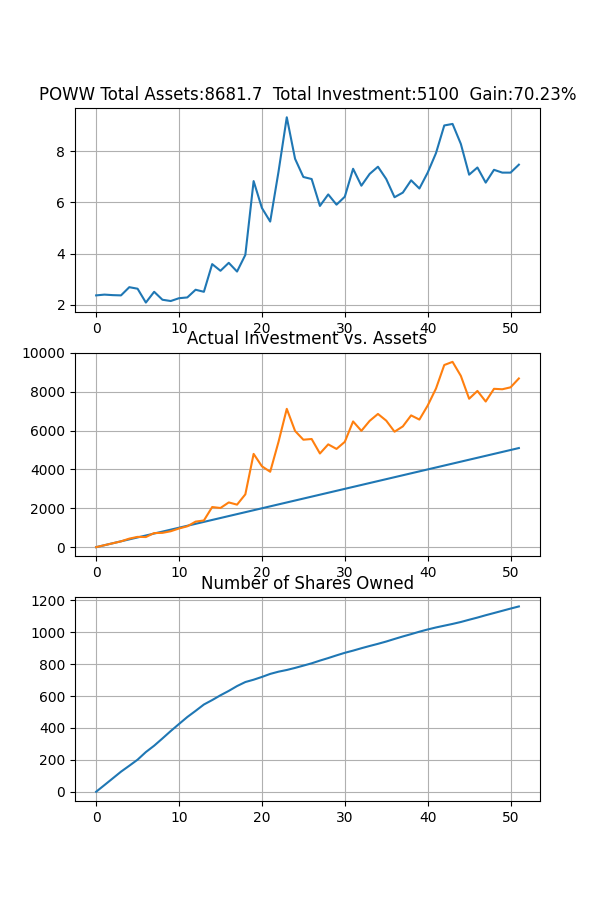 POWW Total Assets:8681.7  Total Investment:5100  Gain:70.23%
8
6
4
2
0 10 20 30 40 50
Actual Investment vs. Assets
10000
8000
6000
4000
2000
0
0 10 20 30 40 50
Number of Shares Owned
1200
1000
800
600
400
200
0
0 10 20 30 40 50